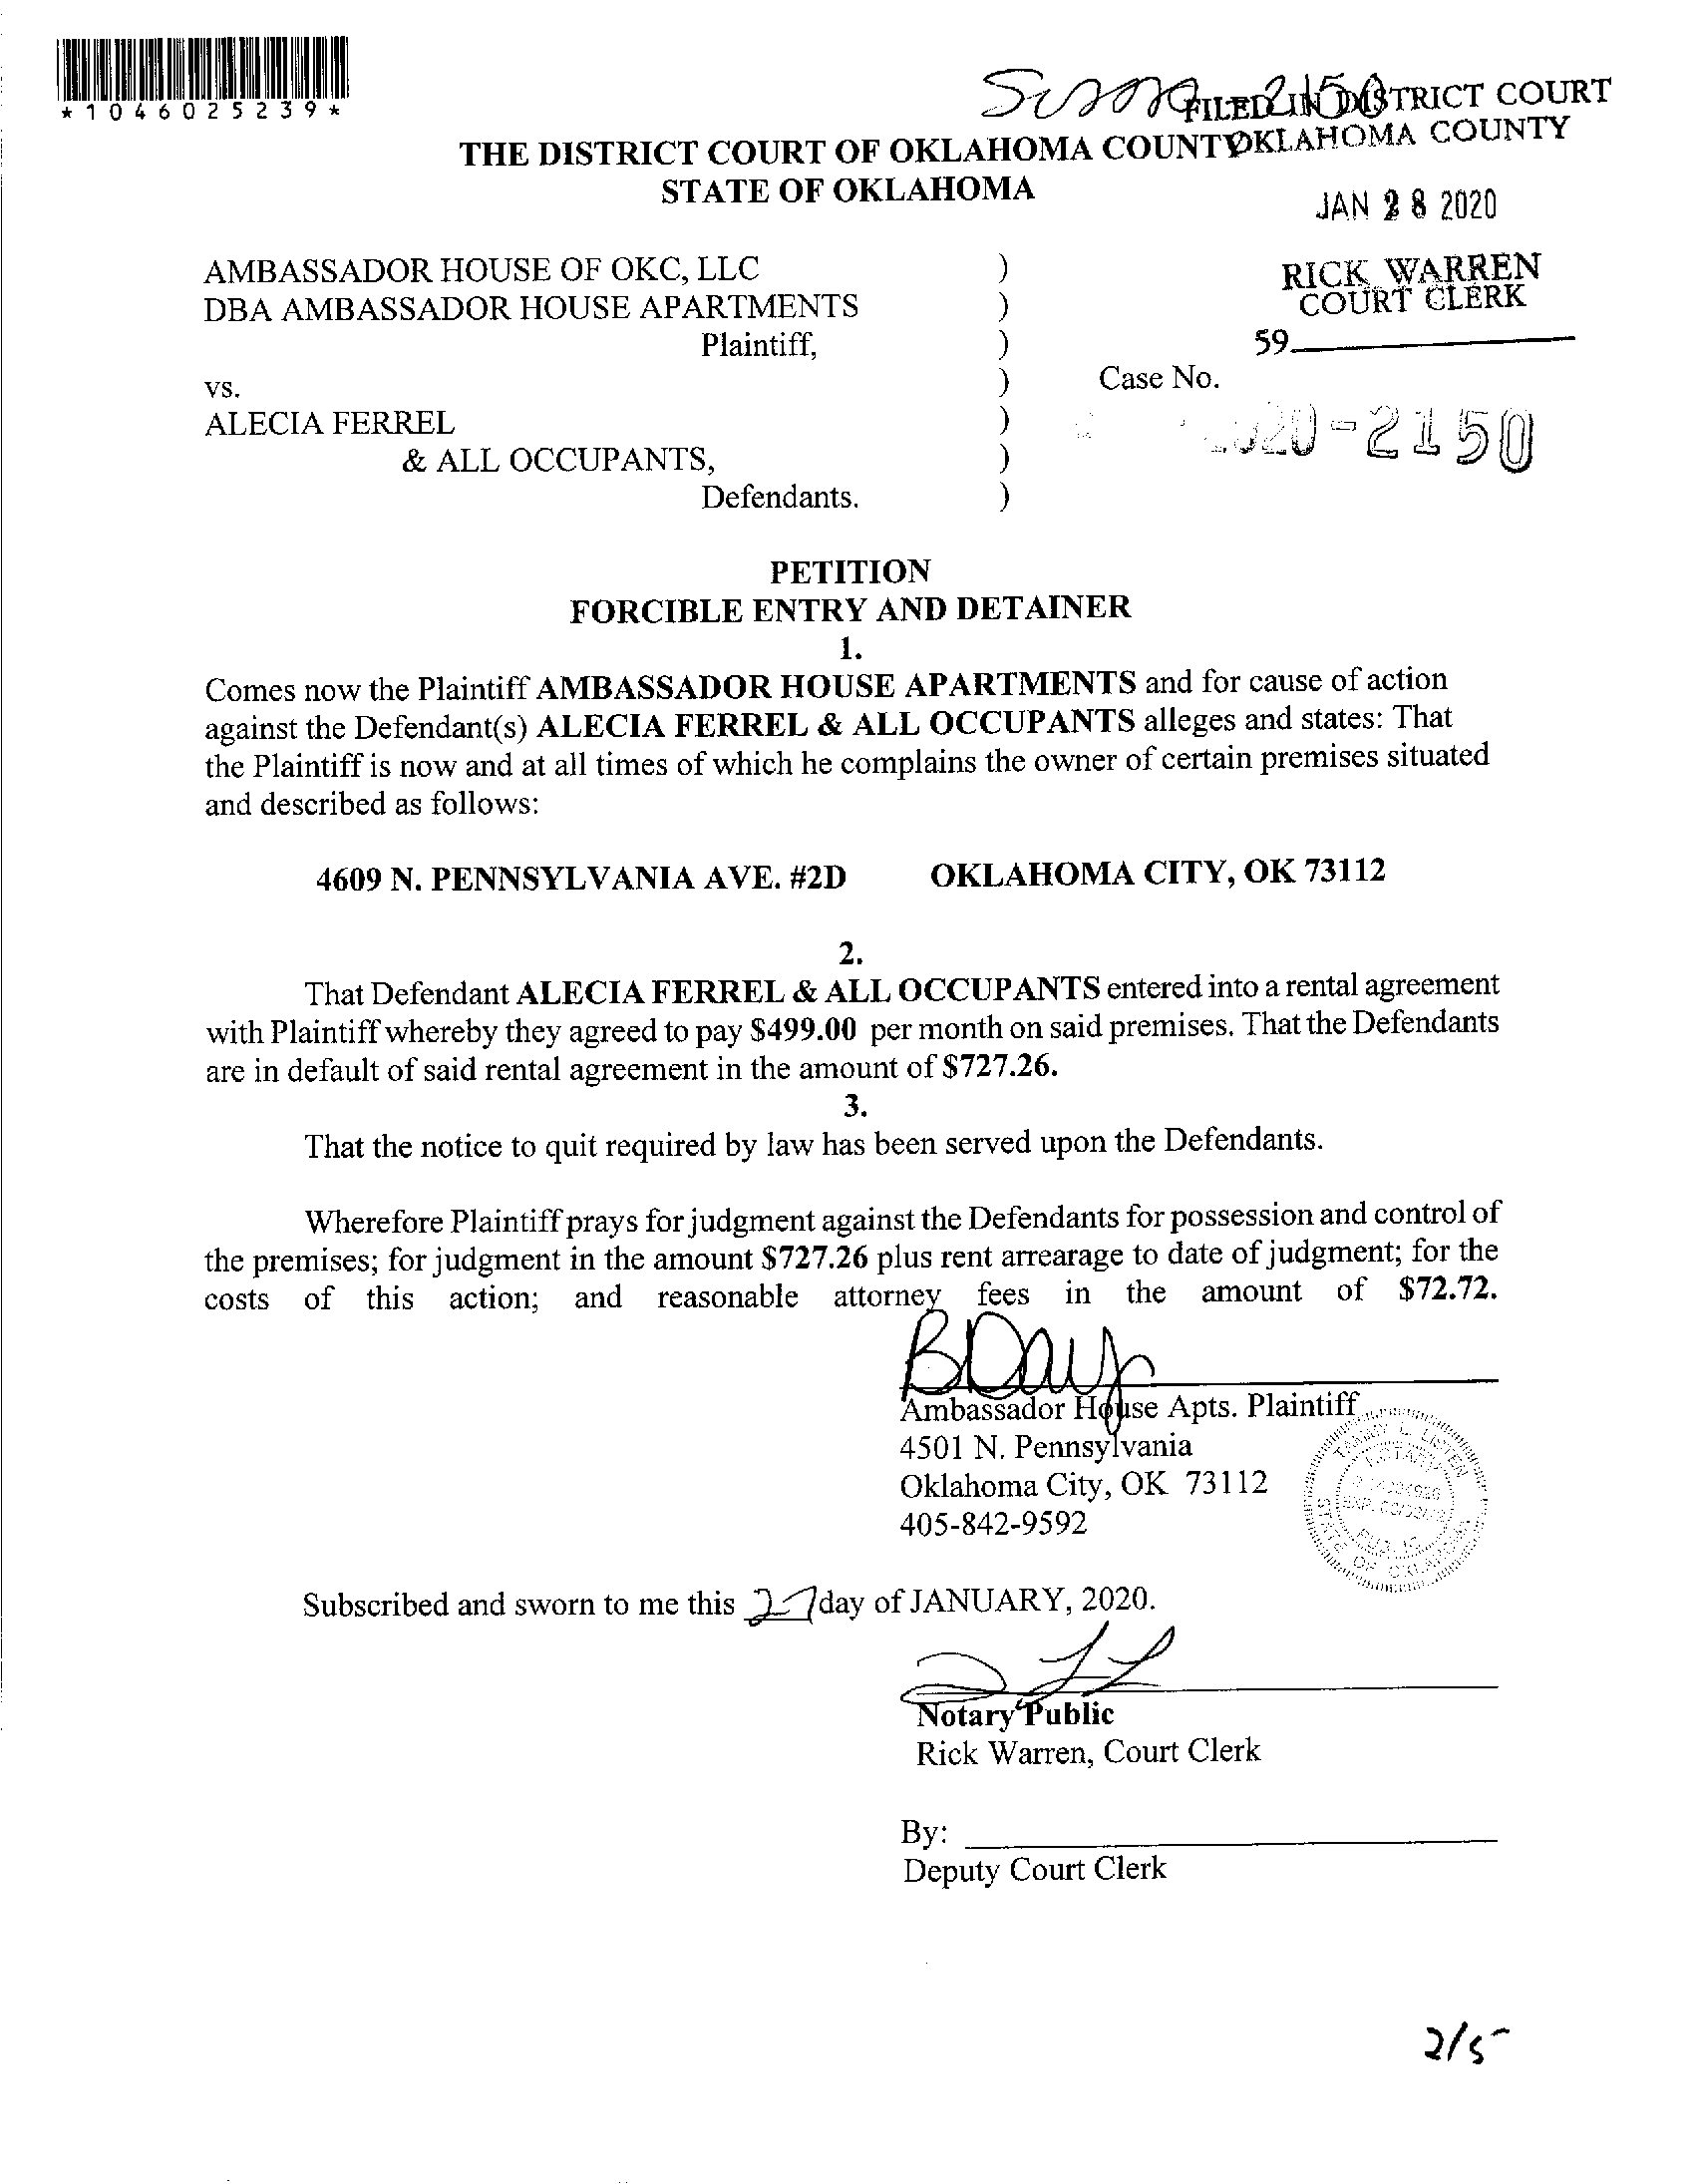 *1046025239*
2150
FILED IN DISTRICT COURT
OKLAHOMA COUNTY
THE DISTRICT COURT OF OKLAHOMA COUNTY
STATE OF OKLAHOMA
JAN 28 2020
AMBASSADOR HOUSE OF OKC, LLC )
DBA AMBASSADOR HOUSE APARTMENTS )
Plaintiff, )
RICK WARREN
COURT CLERK
59
vs. ) Case No.
ALECIA FERREL )
2020-2150
& ALL OCCUPANTS, )
Defendants. )
PETITION
FORCIBLE ENTRY AND DETAINER
1.
Comes now the Plaintiff AMBASSADOR HOUSE APARTMENTS and for cause of action
against the Defendant(s) ALECIA FERREL & ALL OCCUPANTS alleges and states: That
the Plaintiff is now and at all times of which he complains the owner of certain premises situated
and described as follows:
4609 N. PENNSYLVANIA AVE. #2D OKLAHOMA CITY, OK 73112
2.
That Defendant ALECIA FERREL & ALL OCCUPANTS entered into a rental agreement
with Plaintiff whereby they agreed to pay $499.00 per month on said premises. That the Defendants
are in default of said rental agreement in the amount of $727.26.
3.
That the notice to quit required by law has been served upon the Defendants.
Wherefore Plaintiff prays for judgment against the Defendants for possession and control of
the premises; for judgment in the amount $727.26 plus rent arrearage to date of judgment; for the
costs of this action; and reasonable attorney fees in the amount of $72.72.
Ambassador House Apts. Plaintiff
4501 N. Pennsylvania
Oklahoma City, OK 73112
405-842-9592
TAMMY L. LISTEN
NOTARY
PUBLIC
STATE OF OKLAHOMA
Subscribed and sworn to me this 27 day of JANUARY, 2020.
Notary Public
Rick Warren, Court Clerk
By:
Deputy Court Clerk
2/5